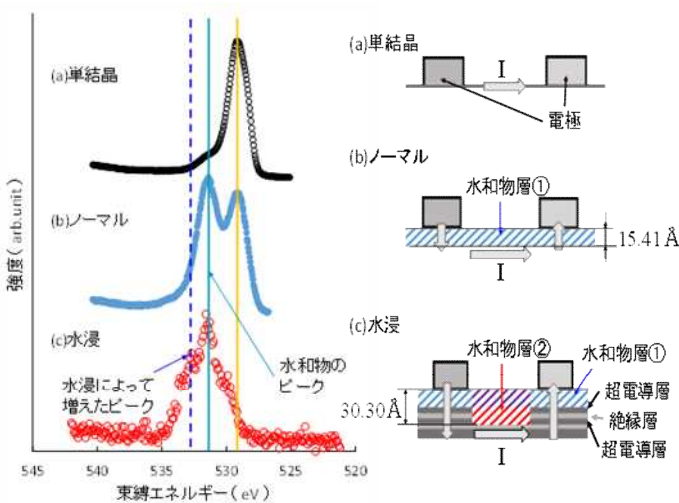 (a)単結晶
(b)ノーマル
(c)水浸
水浸によって
増えたピーク
水和物の
ピーク
強度(arb.unit)
545
540
535
530
525
520
束縛エネルギー(eV)
(a)単結晶
I
電極
(b)ノーマル
水和物層①
15.41Å
I
(c)水浸
水和物層②
水和物層①
30.30Å
超電導層
絶縁層
超電導層
I